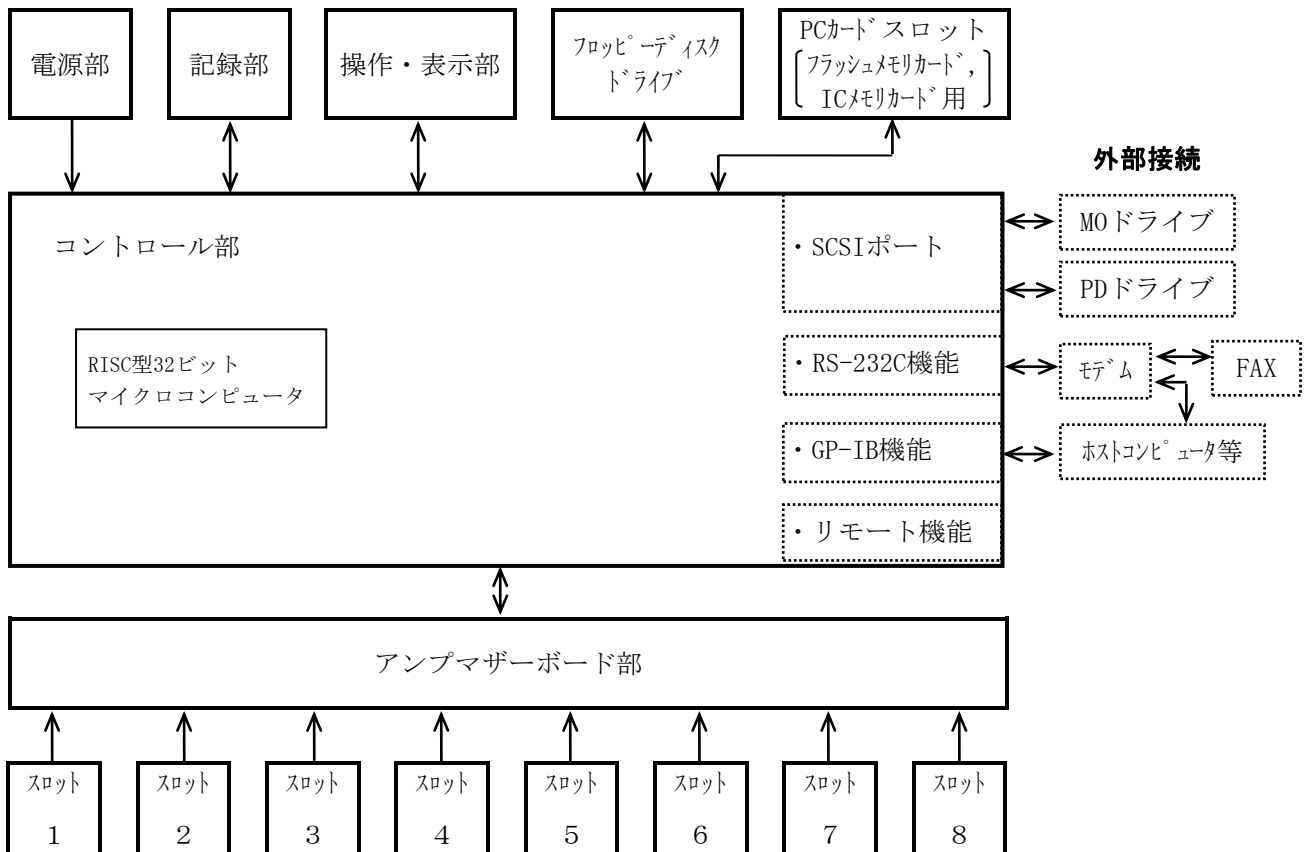 電源部
記録部
操作・表示部
フロッピーディスク
ドライブ
PCカードスロット
フラッシュメモリカード,
ICメモリカード用
外部接続
コントロール部
RISC型32ビット
マイクロコンピュータ
・SCSIポート
・RS-232C機能
・GP-IB機能
・リモート機能
MOドライブ
PDドライブ
モデム
FAX
ホストコンピュータ等
アンプマザーボード部
スロット
1
スロット
2
スロット
3
スロット
4
スロット
5
スロット
6
スロット
7
スロット
8